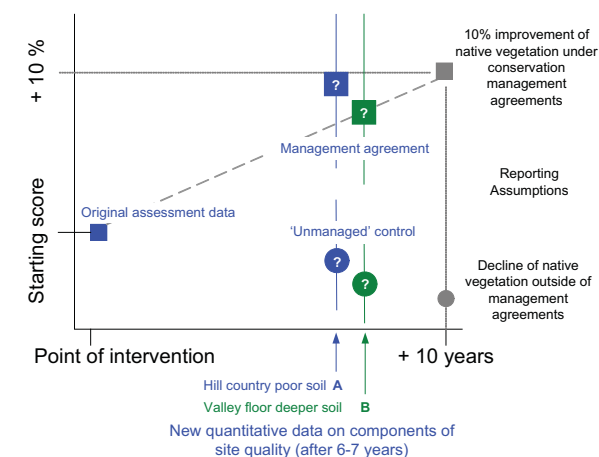 + 10 %
Starting score
10% improvement of
native vegetation under
conservation
management
agreements
?
?
Management agreement
Reporting
Assumptions
Original assessment data
'Unmanaged' control
?
?
Decline of native
vegetation outside of
management
agreements
Point of intervention
+ 10 years
Hill country poor soil A
Valley floor deeper soil B
New quantitative data on components of
site quality (after 6-7 years)